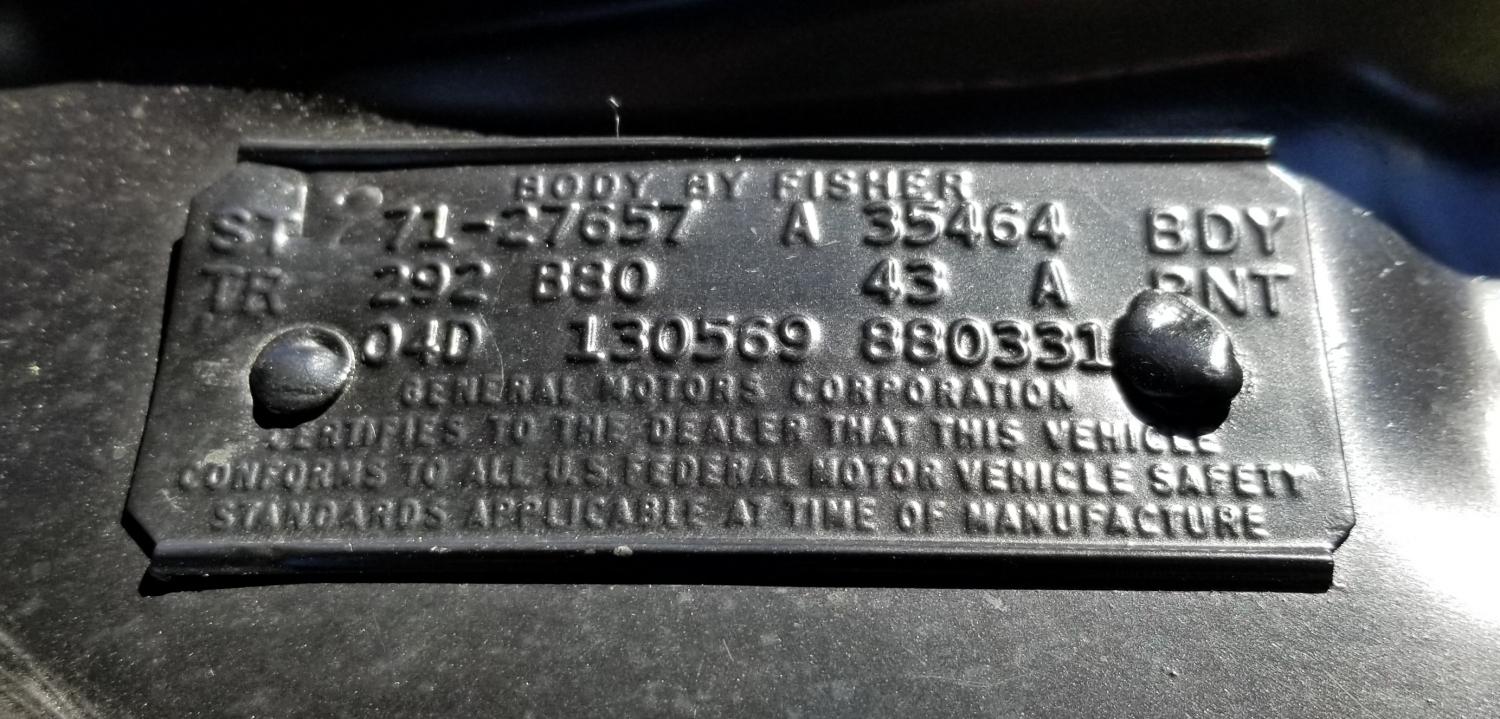 BODY BY FISHER
ST 71-27657 A 35464 BDY
TR 292 B80 43 A PNT
04D 130569 880331
GENERAL MOTORS CORPORATION
CERTIFIES TO THE DEALER THAT THIS VEHICLE
CONFORMS TO ALL U.S. FEDERAL MOTOR VEHICLE SAFETY
STANDARDS APPLICABLE AT TIME OF MANUFACTURE